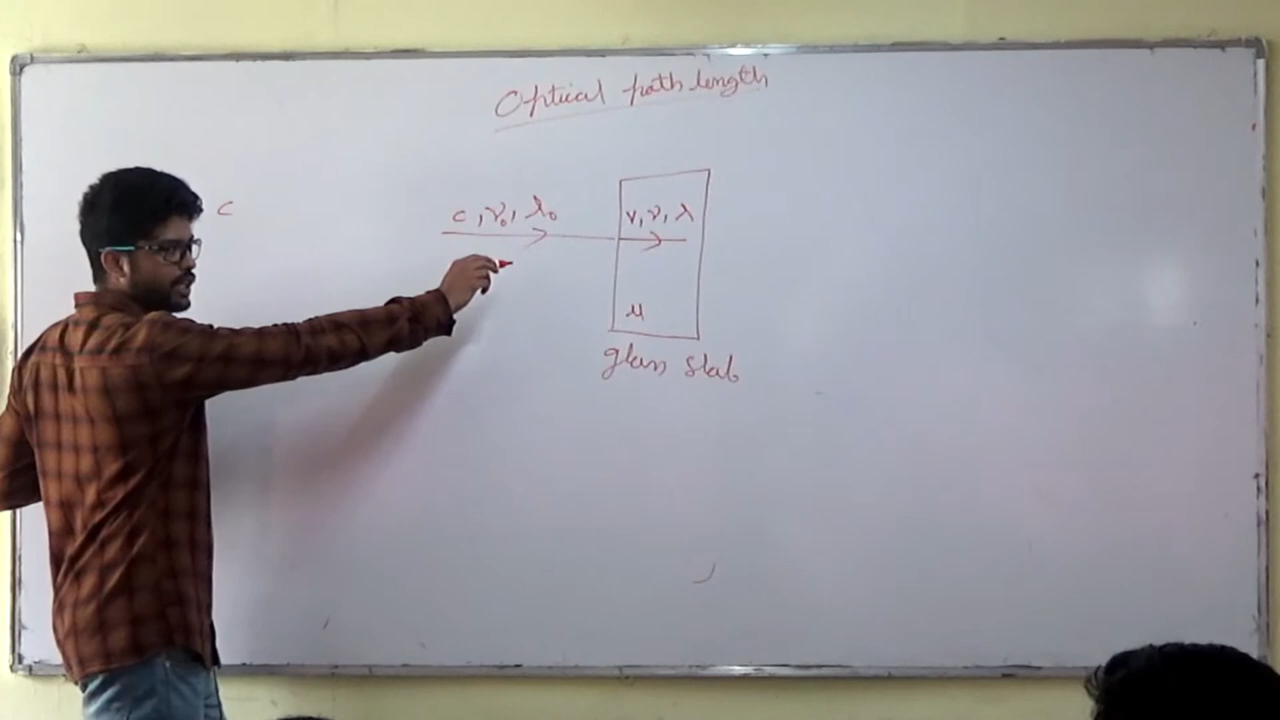 Optical path length
c
c, ν₀, λ₀
v, ν, λ
μ
glass slab